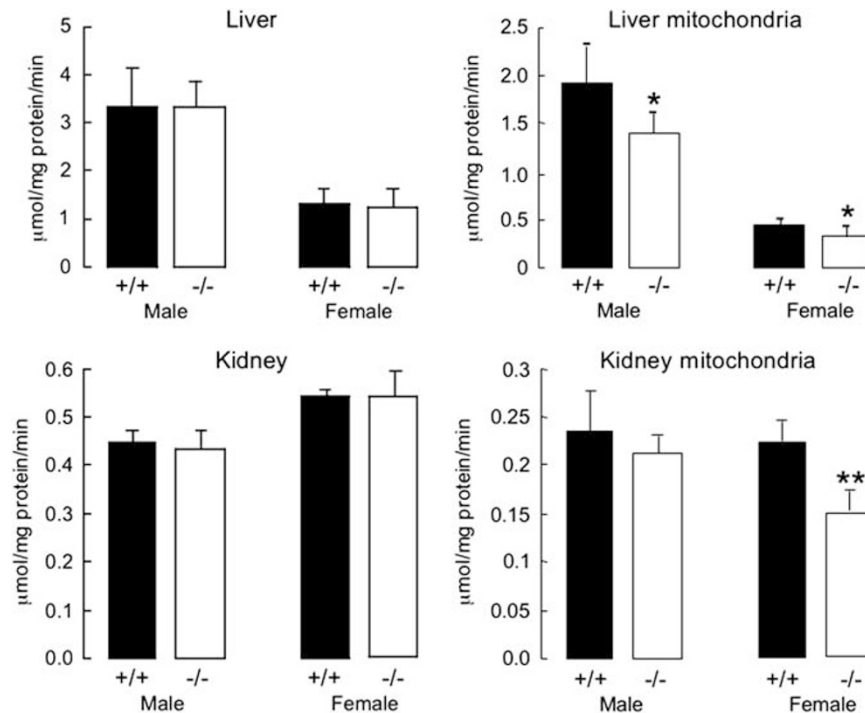 Liver
μmol/mg protein/min
5
4
3
2
1
0
+/+ -/- +/+ -/-
Male Female
Liver mitochondria
μmol/mg protein/min
2.5
2.0
1.5
1.0
0.5
0
*
*
+/+ -/- +/+ -/-
Male Female
Kidney
μmol/mg protein/min
0.6
0.5
0.4
0.3
0.2
0.1
0.0
+/+ -/- +/+ -/-
Male Female
Kidney mitochondria
μmol/mg protein/min
0.3
0.25
0.2
0.15
0.1
0.05
0.0
**
+/+ -/- +/+ -/-
Male Female